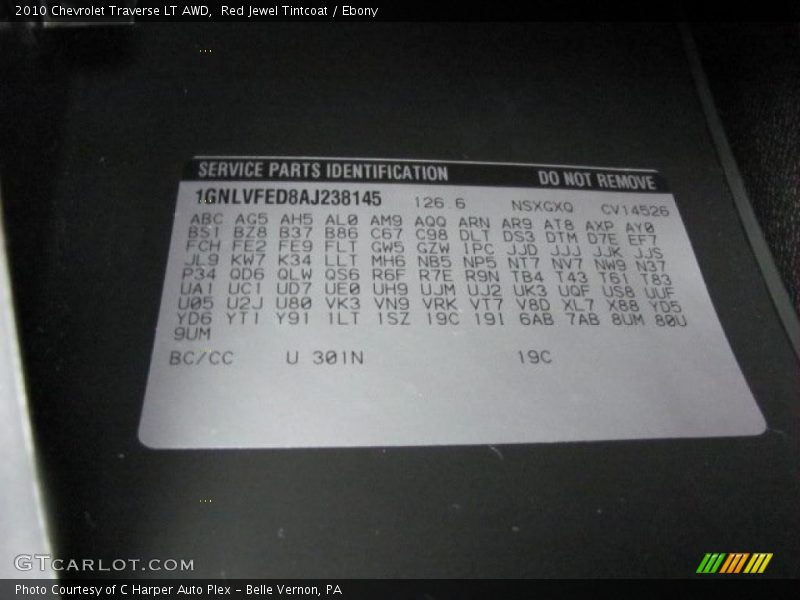 2010 Chevrolet Traverse LT AWD,  Red Jewel Tintcoat / Ebony
SERVICE PARTS IDENTIFICATION DO NOT REMOVE
1GNLVFED8AJ238145 126.6 NSXGXQ CV14526
ABC AG5 AH5 AL0 AM9 AQQ ARN AR9 AT8 AXP AY0
BS1 BZ8 B37 B86 C67 C98 DLT DS3 DTM D7E EF7
FCH FE2 FE9 FLT GW5 GZW IPC JJD JJJ JJK JJS
JL9 KW7 K34 LLT MH6 NB5 NP5 NT7 NV7 NW9 N37
P34 QD6 QLW QS6 R6F R7E R9N TB4 T43 T61 T83
UA1 UC1 UD7 UE0 UH9 UJM UJ2 UK3 UQF US8 UUF
U05 U2J U80 VK3 VN9 VRK VT7 V8D XL7 X88 YD5
YD6 YT1 Y91 1LT 1SZ 19C 19I 6AB 7AB 8UM 80U
9UM
BC/CC U 301N 19C
GTCARLOT.COM
Photo Courtesy of C Harper Auto Plex - Belle Vernon, PA